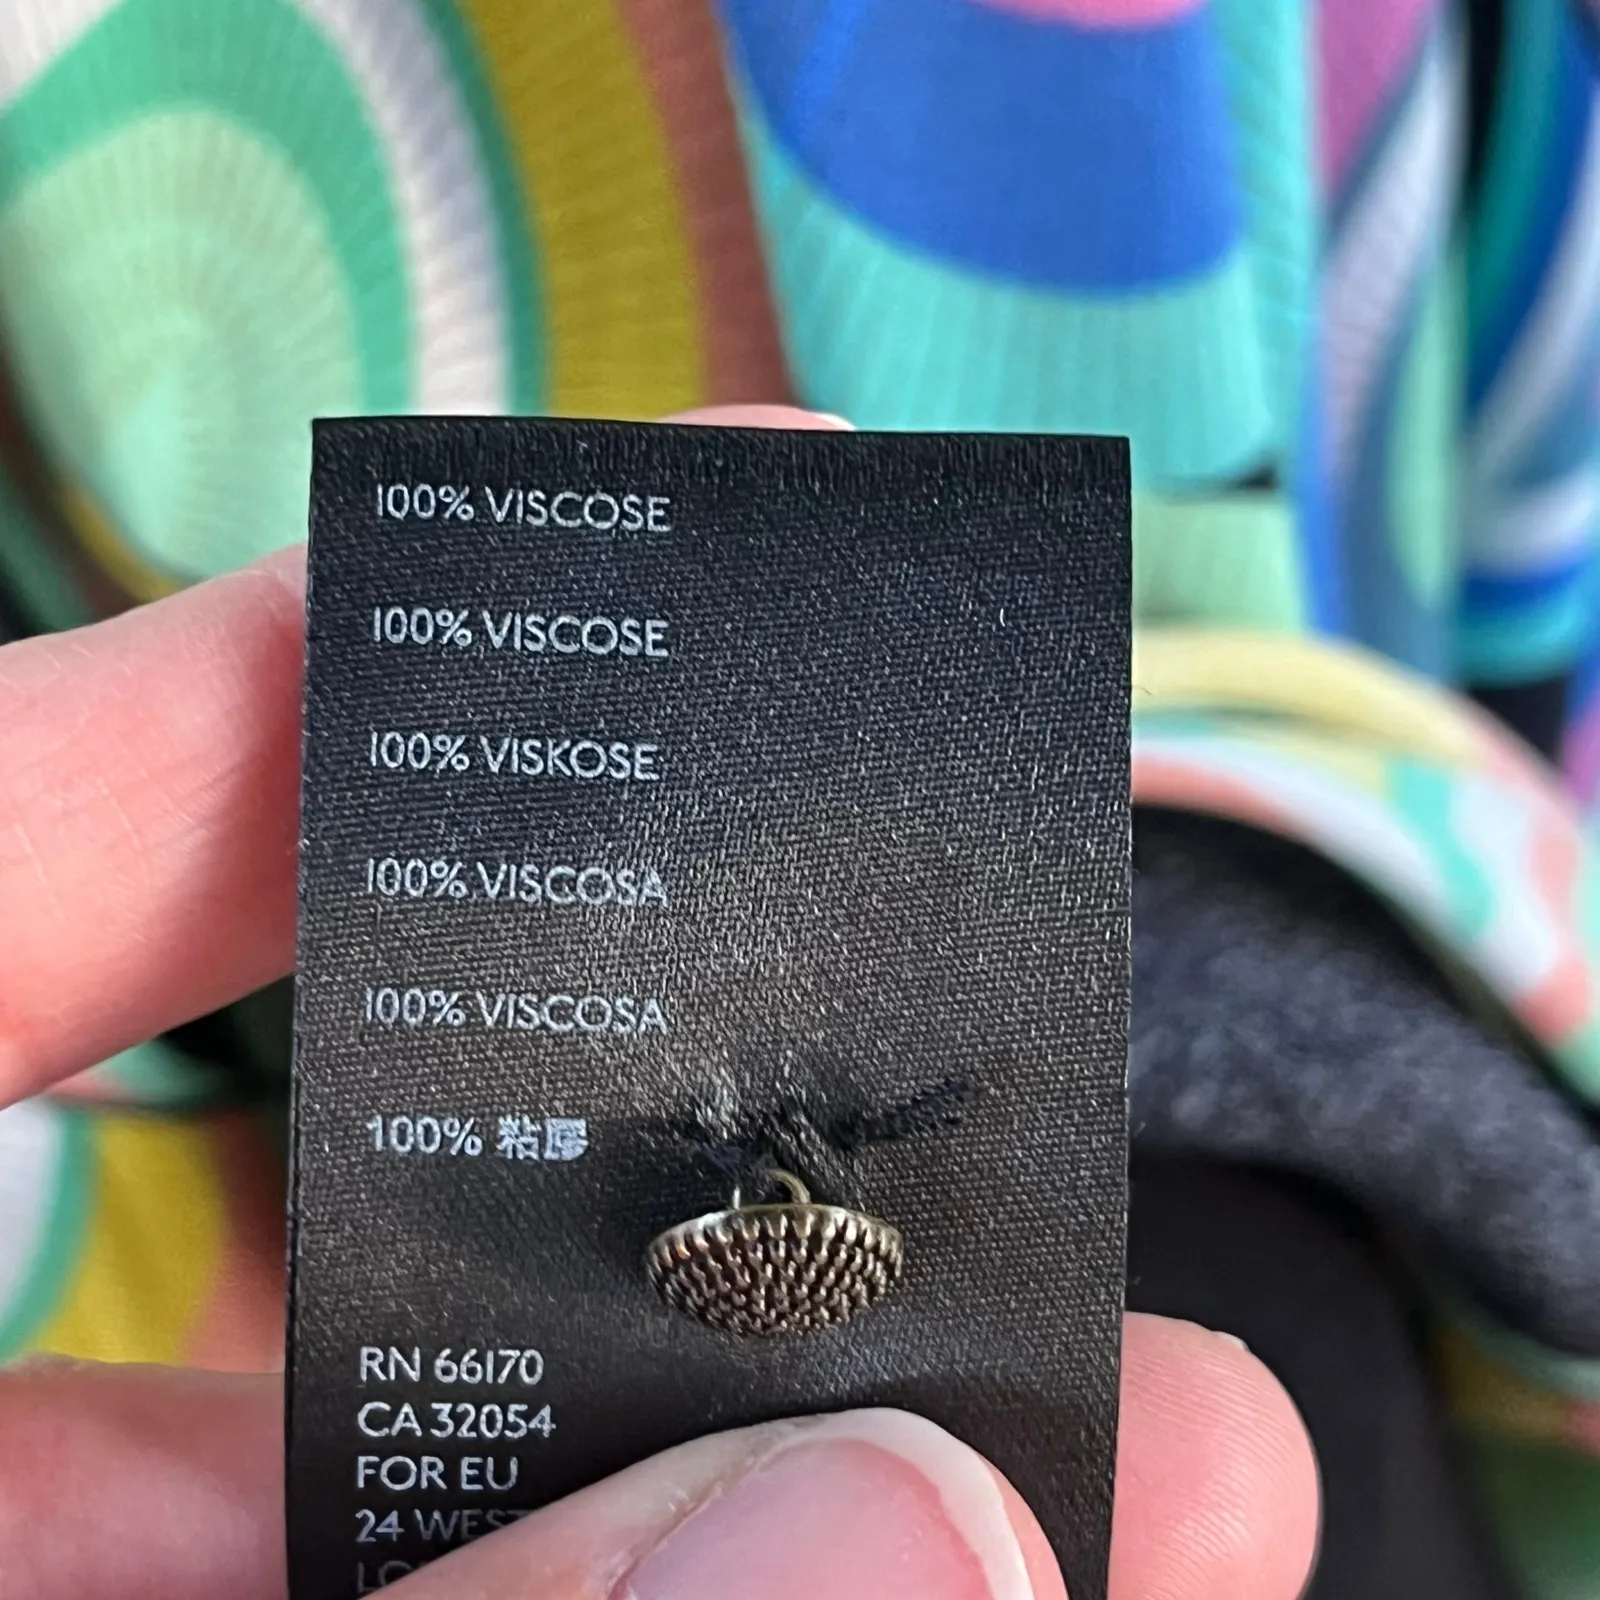 100% VISCOSE
100% VISCOSE
100% VISKOSE
100% VISCOSA
100% VISCOSA
100% 粘膠
RN 66170
CA 32054
FOR EU
24